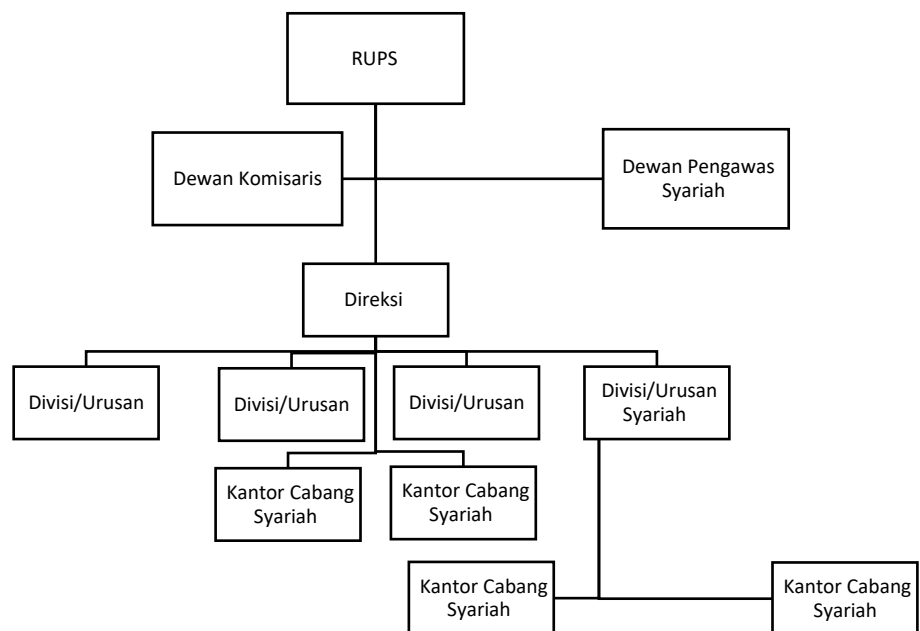 RUPS
Dewan Komisaris
Dewan Pengawas
Syariah
Direksi
Divisi/Urusan
Divisi/Urusan
Divisi/Urusan
Divisi/Urusan
Syariah
Kantor Cabang
Syariah
Kantor Cabang
Syariah
Kantor Cabang
Syariah
Kantor Cabang
Syariah